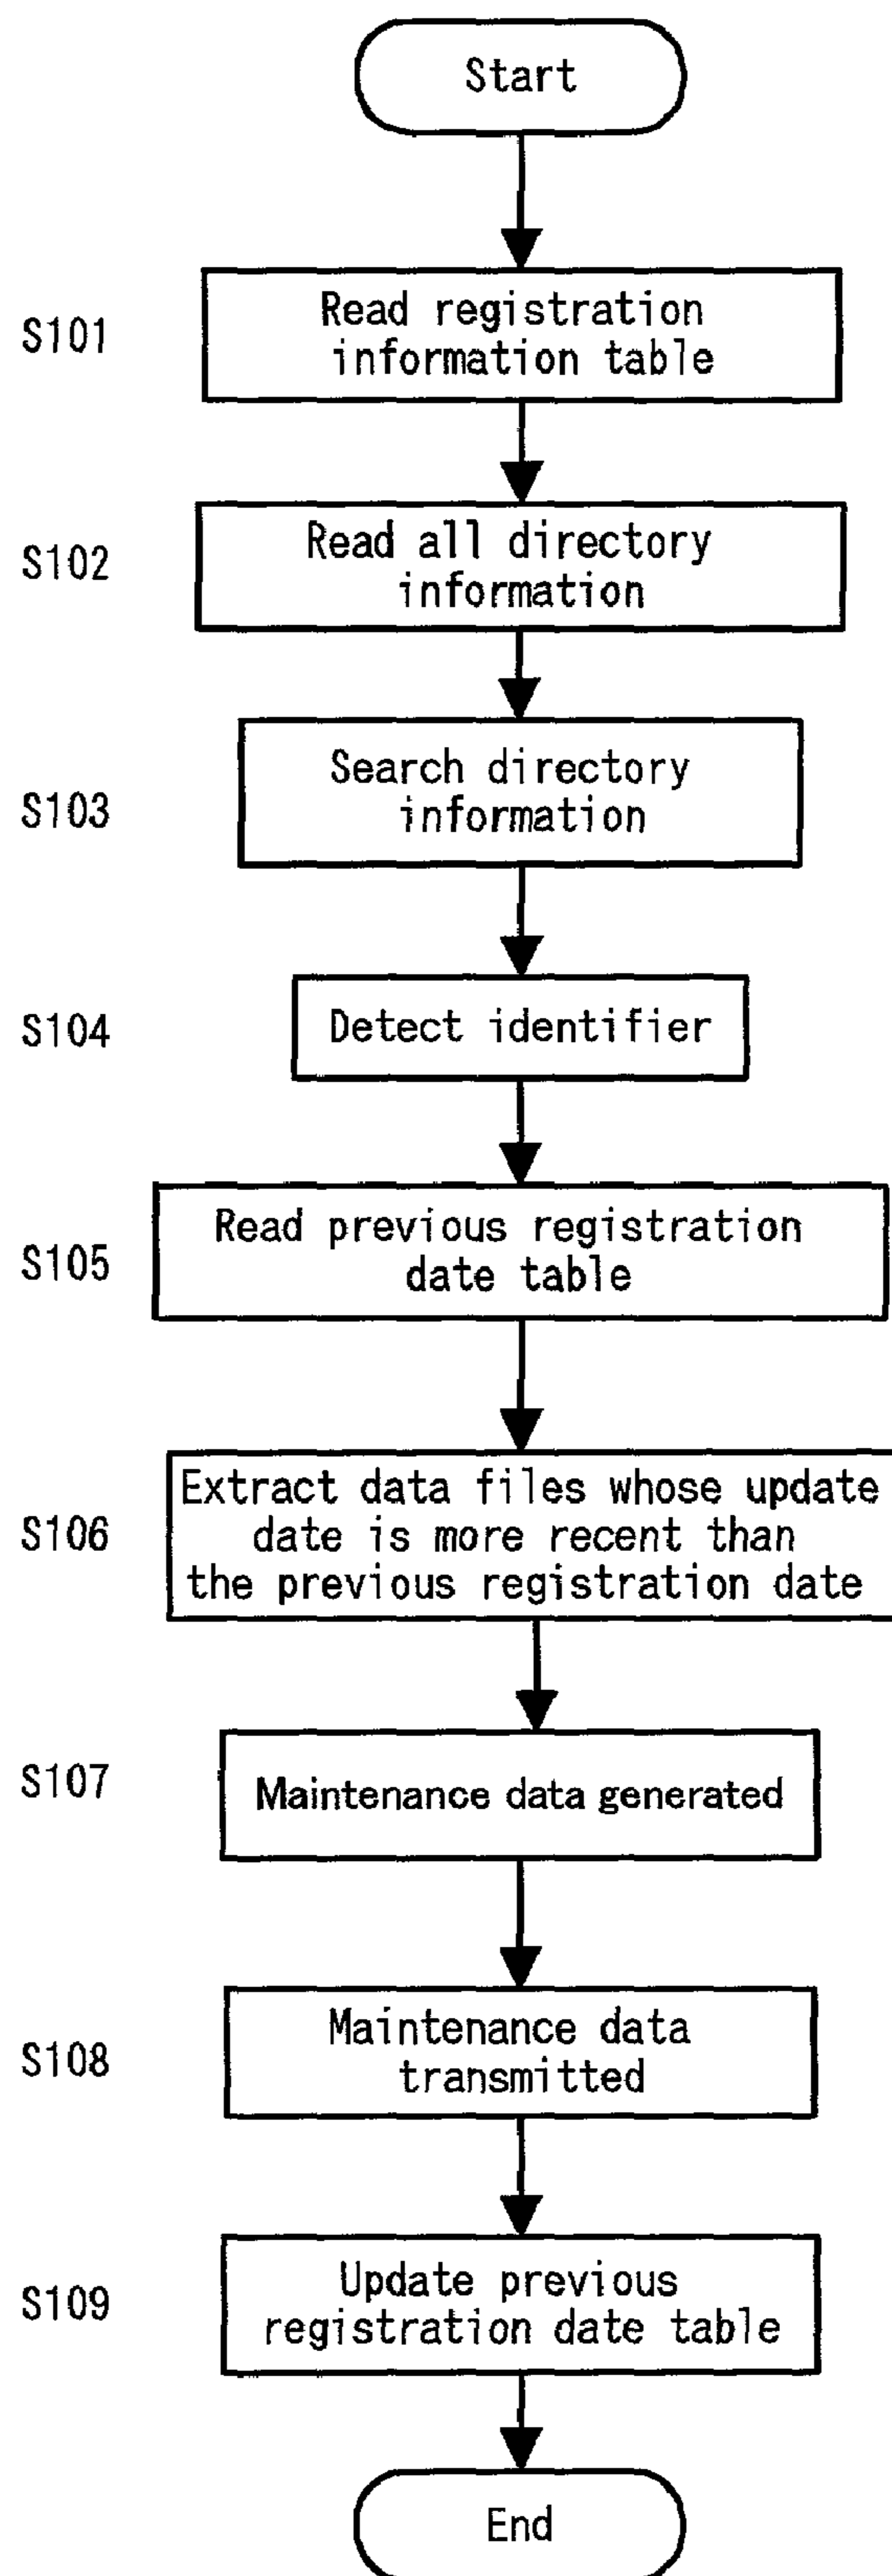 Start
S101
Read registration
information table
S102
Read all directory
information
S103
Search directory
information
S104
Detect identifier
S105
Read previous registration
date table
S106
Extract data files whose update
date is more recent than
the previous registration date
S107
Maintenance data generated
S108
Maintenance data
transmitted
S109
Update previous
registration date table
End